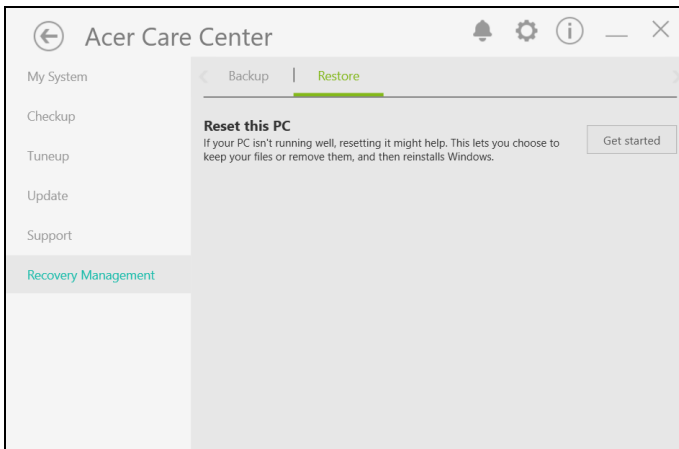 Acer Care Center
My System
Checkup
Tuneup
Update
Support
Recovery Management
Backup | Restore
Reset this PC
If your PC isn't running well, resetting it might help. This lets you choose to
keep your files or remove them, and then reinstalls Windows.
Get started